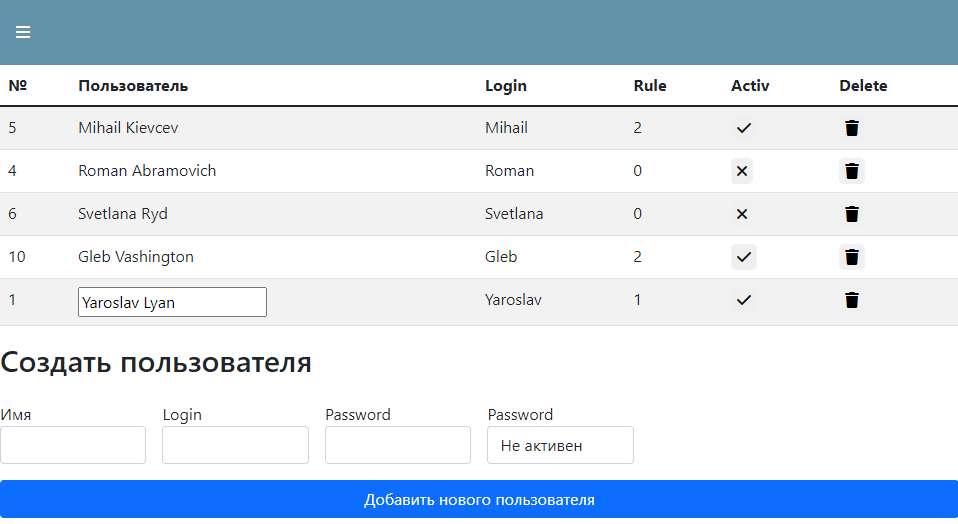 № Пользователь Login Rule Activ Delete
5 Mihail Kievcev Mihail 2
4 Roman Abramovich Roman 0
6 Svetlana Ryd Svetlana 0
10 Gleb Vashington Gleb 2
1 Yaroslav Lyan Yaroslav 1
Создать пользователя
Имя Login Password Password
Не активен
Добавить нового пользователя